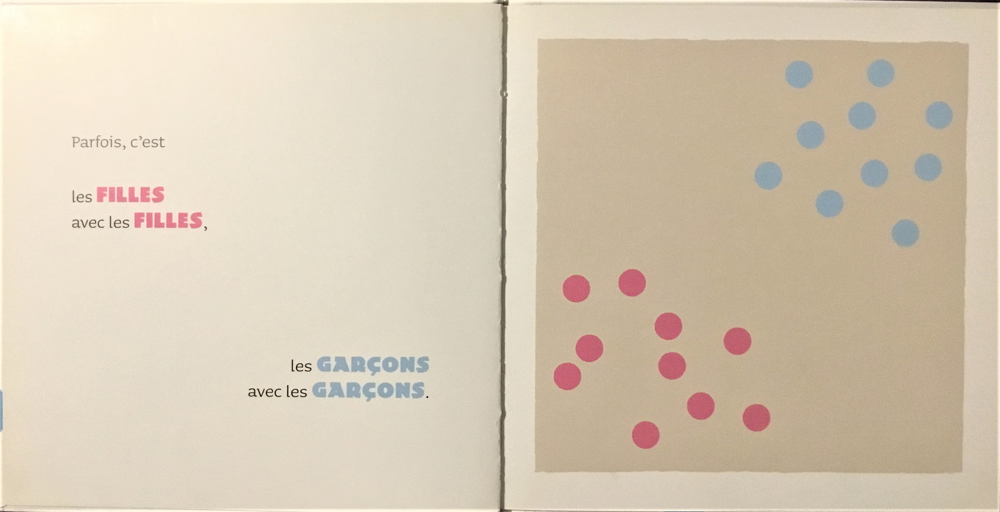 Parfois, c’est
les FILLES
avec les FILLES,
les GARÇONS
avec les GARÇONS.